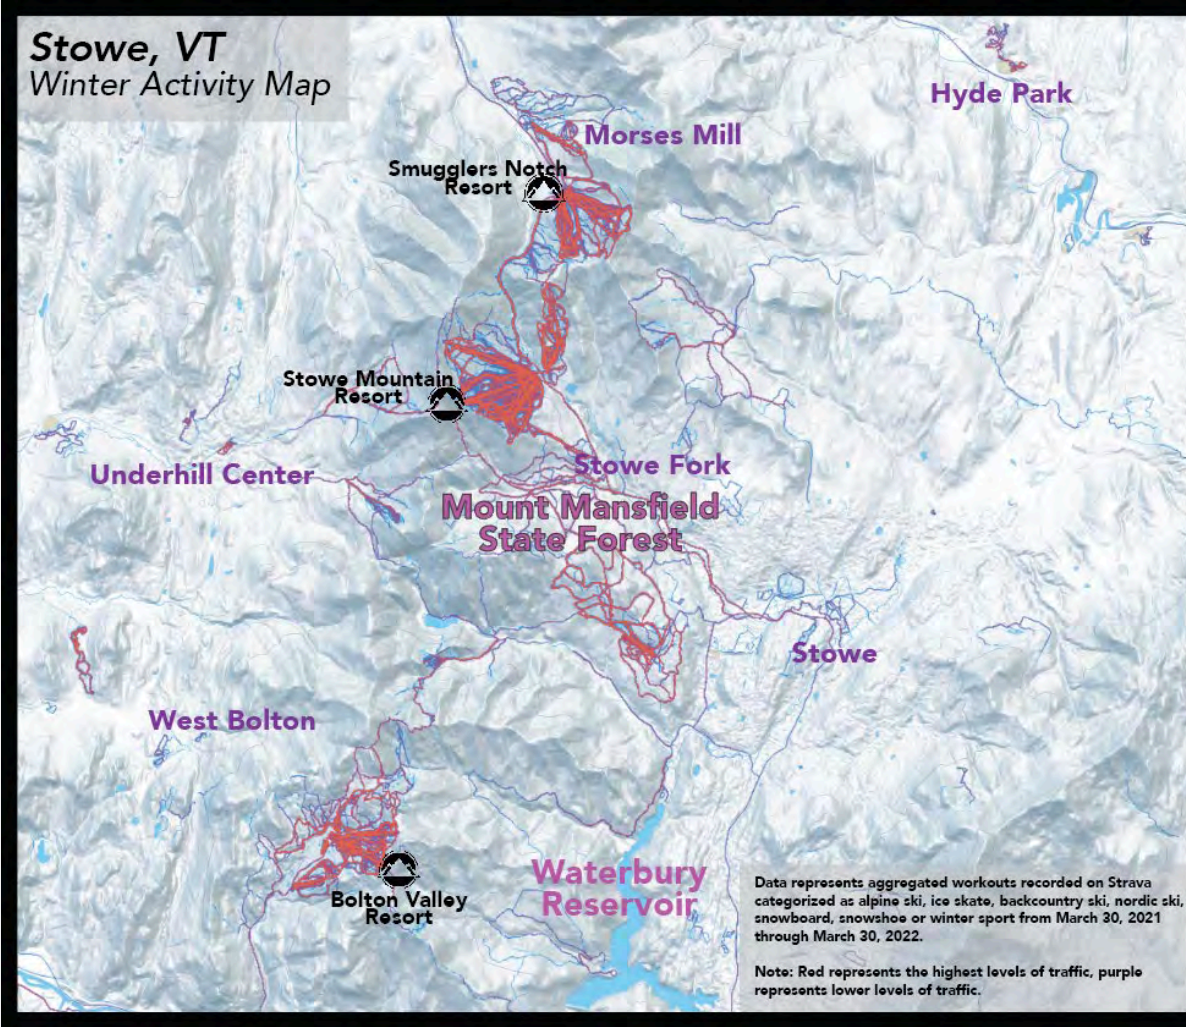 Stowe, VT
Winter Activity Map
Hyde Park
Morses Mill
Smugglers Notch
Resort
Stowe Mountain
Resort
Underhill Center
Stowe Fork
Mount Mansfield
State Forest
Stowe
West Bolton
Waterbury
Reservoir
Bolton Valley
Resort
Data represents aggregated workouts recorded on Strava
categorized as alpine ski, ice skate, backcountry ski, nordic ski,
snowboard, snowshoe or winter sport from March 30, 2021
through March 30, 2022.
Note: Red represents the highest levels of traffic, purple
represents lower levels of traffic.